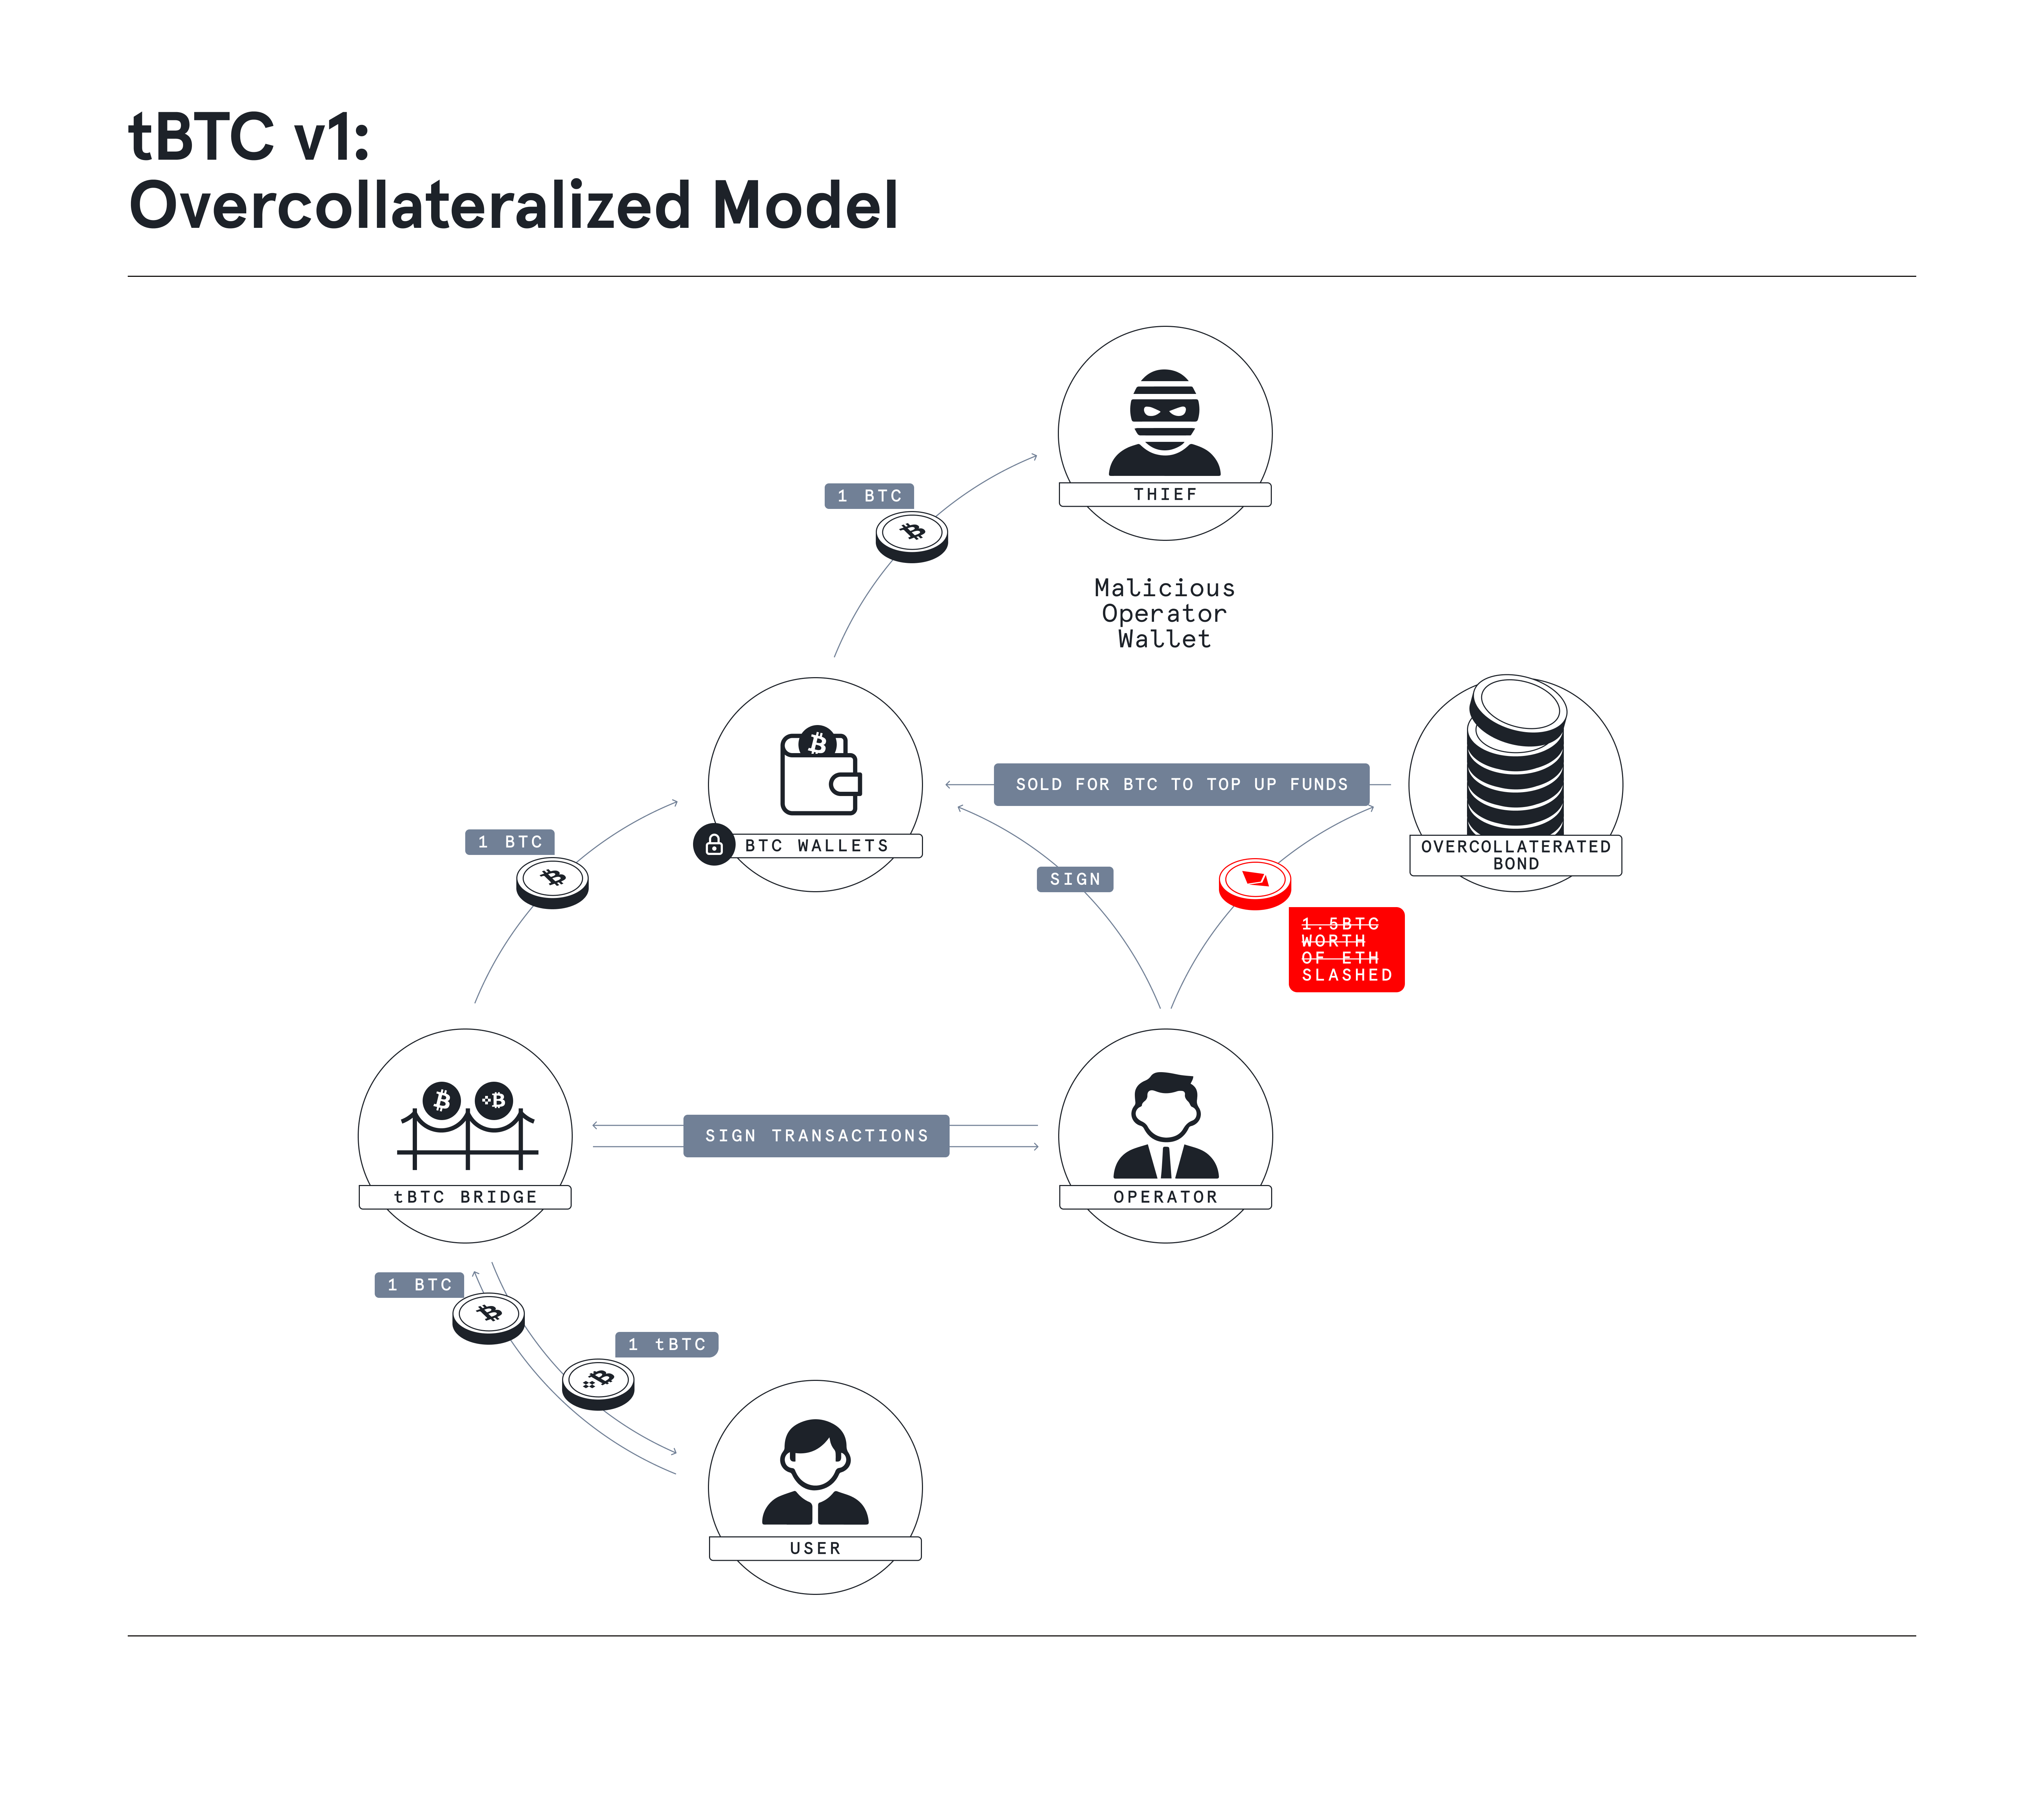 tBTC v1:
Overcollateralized Model
1 BTC
THIEF
Malicious
Operator
Wallet
SOLD FOR BTC TO TOP UP FUNDS
1 BTC
BTC WALLETS
OVERCOLLATERATED
BOND
SIGN
1.5BTC
WORTH
OF ETH
SLASHED
SIGN TRANSACTIONS
tBTC BRIDGE
OPERATOR
1 BTC
1 tBTC
USER